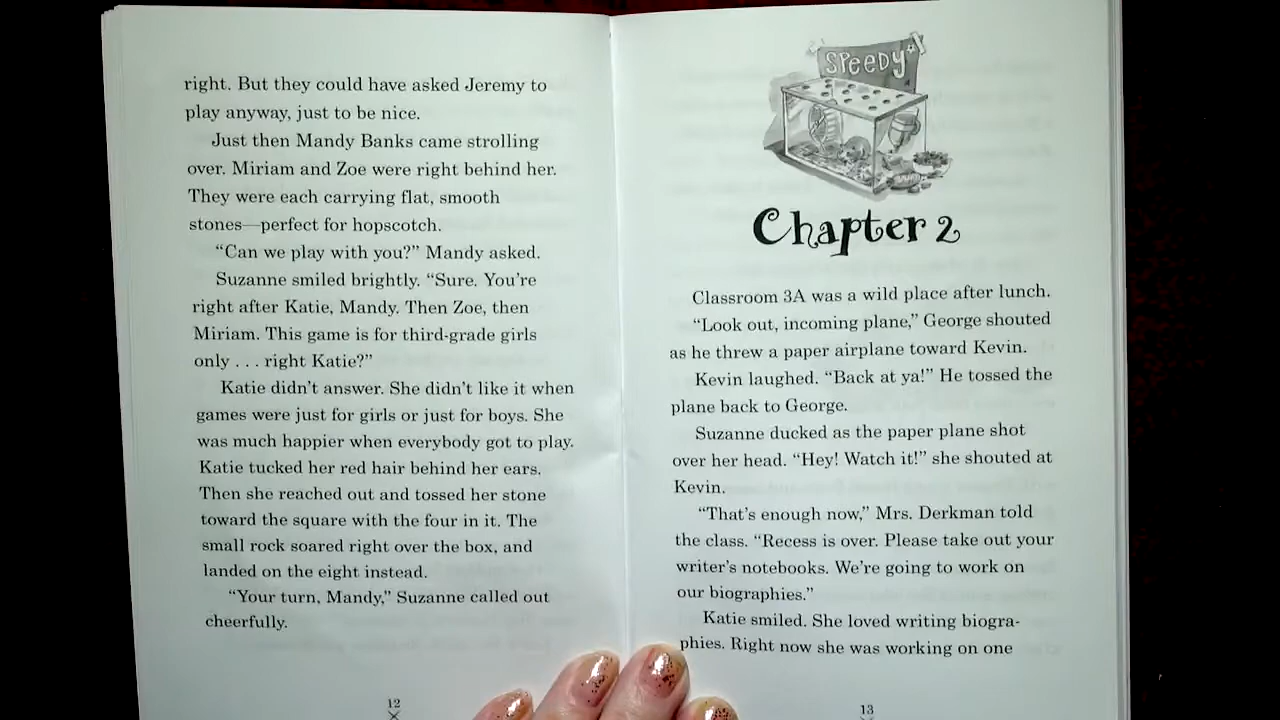 right. But they could have asked Jeremy to
play anyway, just to be nice.
Just then Mandy Banks came strolling
over. Miriam and Zoe were right behind her.
They were each carrying flat, smooth
stones—perfect for hopscotch.
“Can we play with you?” Mandy asked.
Suzanne smiled brightly. “Sure. You’re
right after Katie, Mandy. Then Zoe, then
Miriam. This game is for third-grade girls
only . . . right Katie?”
Katie didn’t answer. She didn’t like it when
games were just for girls or just for boys. She
was much happier when everybody got to play.
Katie tucked her red hair behind her ears.
Then she reached out and tossed her stone
toward the square with the four in it. The
small rock soared right over the box, and
landed on the eight instead.
“Your turn, Mandy,” Suzanne called out
cheerfully.
12
SPEEDY
Chapter 2
Classroom 3A was a wild place after lunch.
“Look out, incoming plane,” George shouted
as he threw a paper airplane toward Kevin.
Kevin laughed. “Back at ya!” He tossed the
plane back to George.
Suzanne ducked as the paper plane shot
over her head. “Hey! Watch it!” she shouted at
Kevin.
“That’s enough now,” Mrs. Derkman told
the class. “Recess is over. Please take out your
writer’s notebooks. We’re going to work on
our biographies.”
Katie smiled. She loved writing biogra-
phies. Right now she was working on one
13